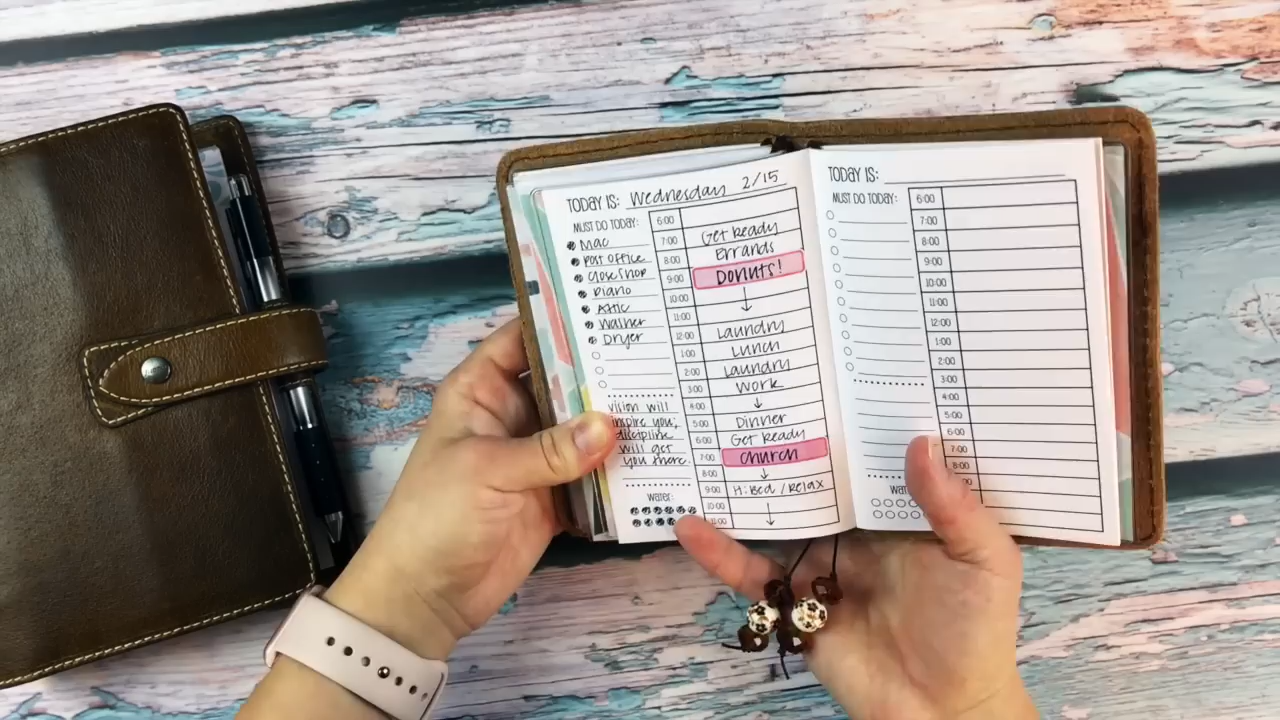 TODAY IS: Wednesday 2/15
MUST DO TODAY:
Mac
Post Office
Close Shop
Piano
Attic
Washer
Dryer
vision will
inspire you;
discipline
will get
you there.
WATER:
6:00
7:00 Get Ready
8:00 Errands
9:00 Donuts!
10:00 ↓
11:00
12:00 Laundry
1:00 Lunch
2:00 Laundry
3:00 Work
4:00 ↓
5:00 Dinner
6:00 Get Ready
7:00 Church
8:00 ↓
9:00 H: Bed / Relax
10:00 ↓
11:00
TODAY IS:
MUST DO TODAY:
6:00
7:00
8:00
9:00
10:00
11:00
12:00
1:00
2:00
3:00
4:00
5:00
6:00
7:00
8:00